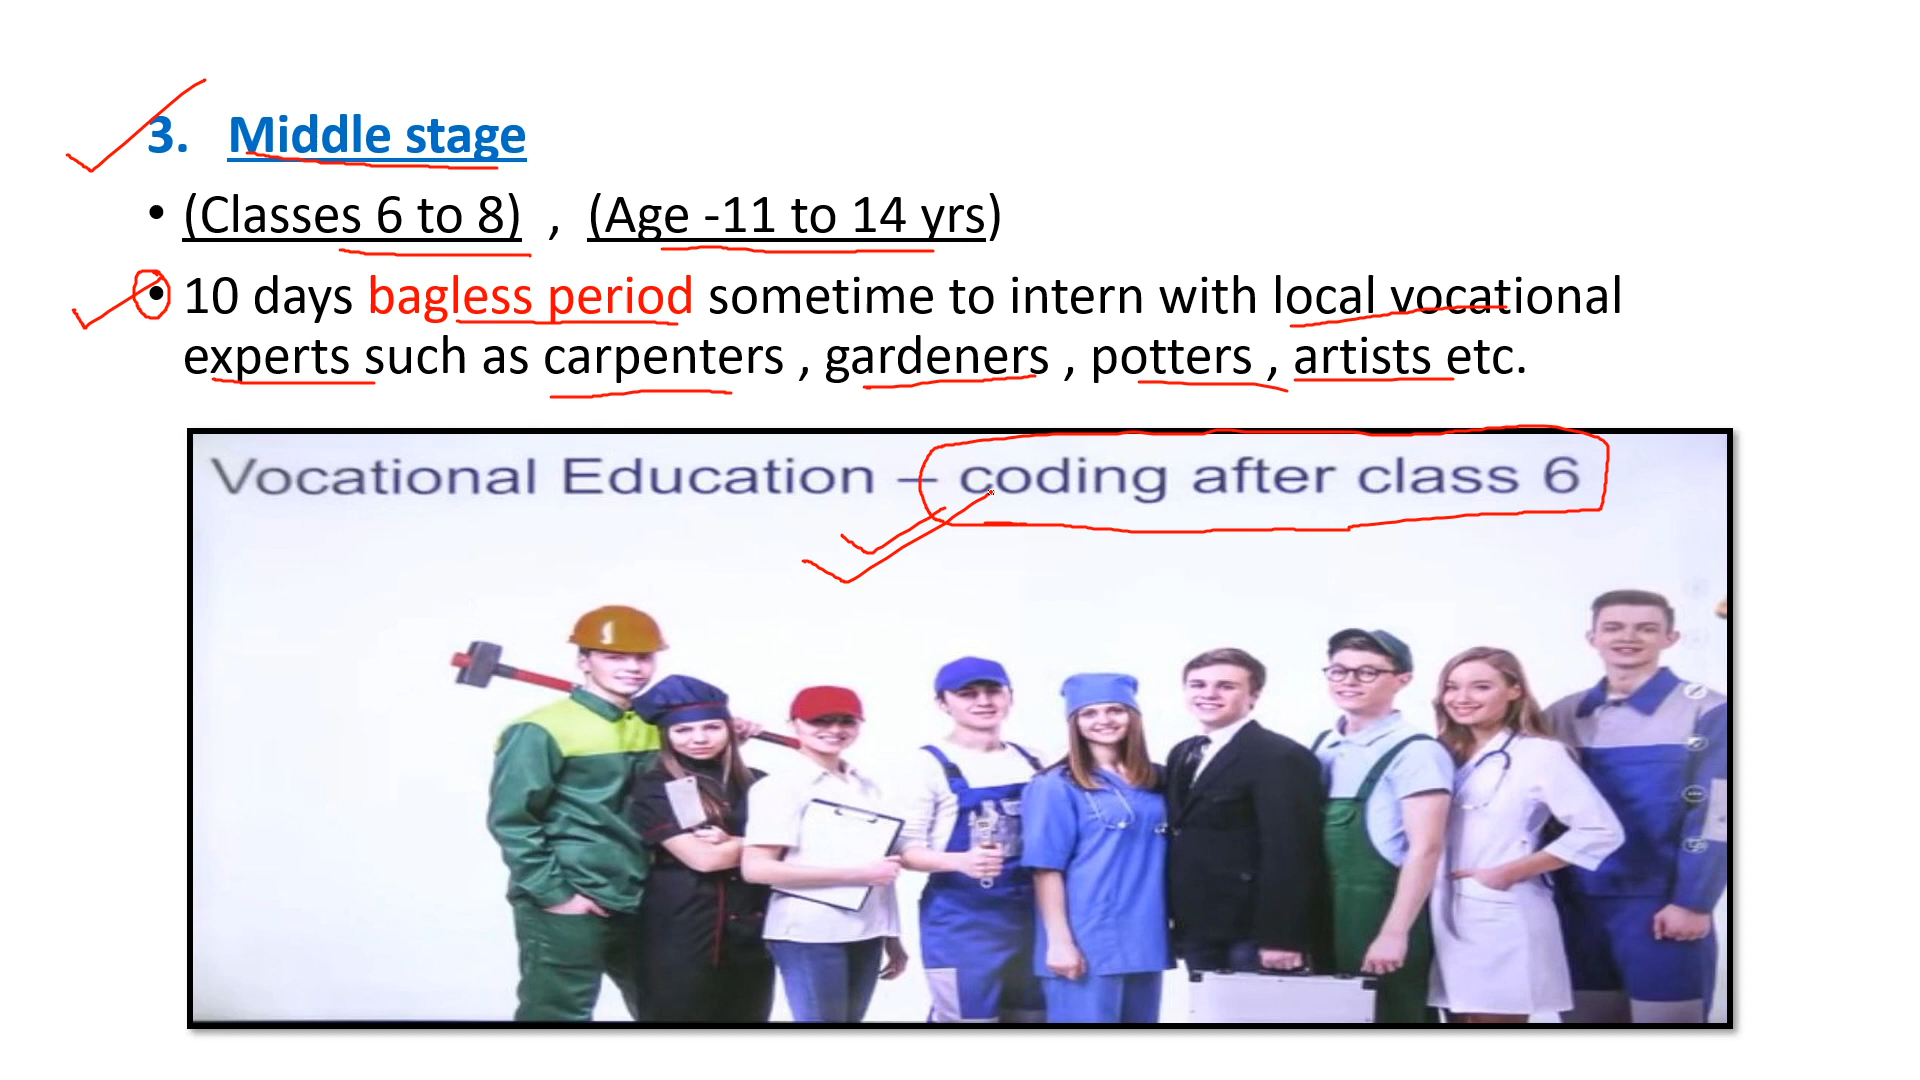 3. Middle stage
• (Classes 6 to 8) , (Age -11 to 14 yrs)
• 10 days bagless period sometime to intern with local vocational
experts such as carpenters , gardeners , potters , artists etc.
Vocational Education – coding after class 6